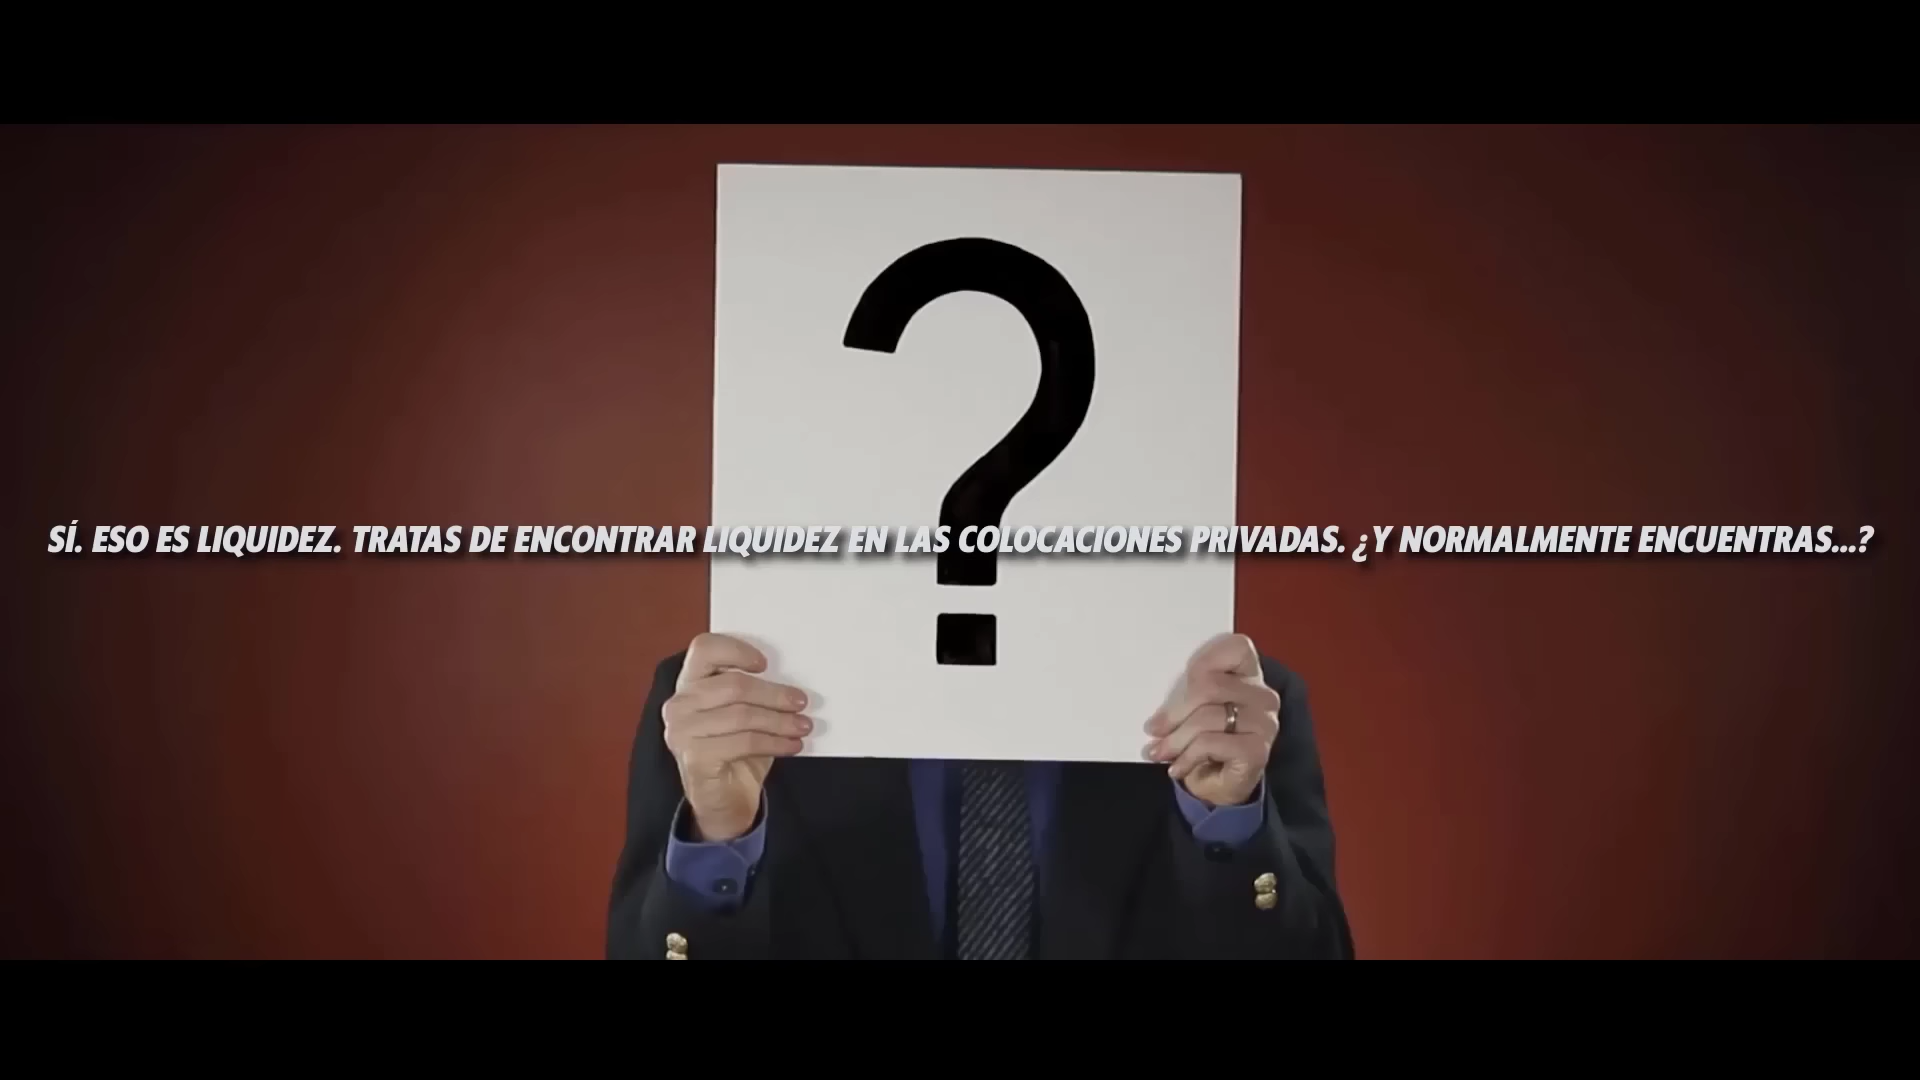 ?
SÍ. ESO ES LIQUIDEZ. TRATAS DE ENCONTRAR LIQUIDEZ EN LAS COLOCACIONES PRIVADAS. ¿Y NORMALMENTE ENCUENTRAS...?